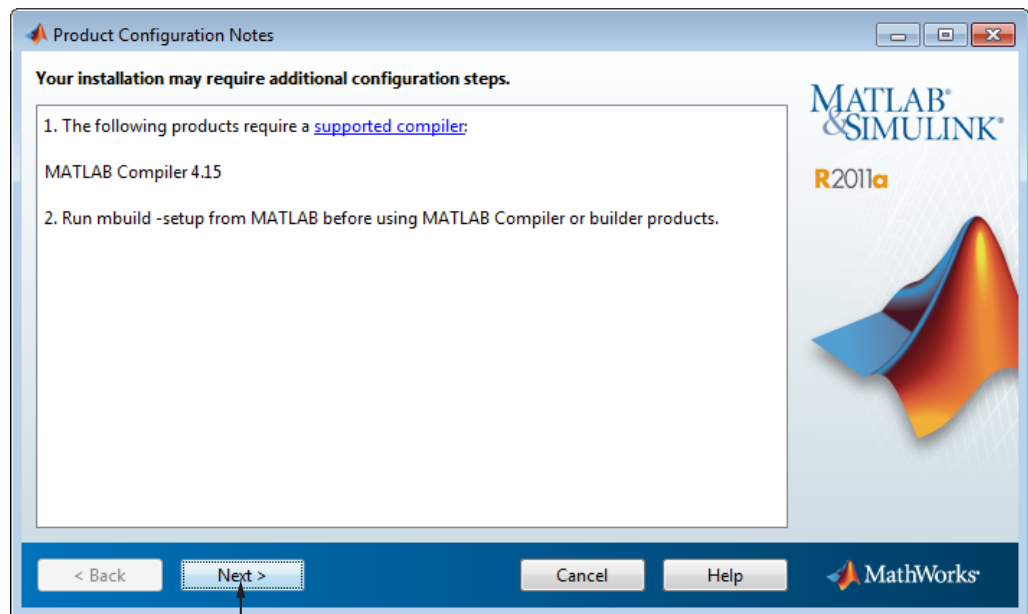 Product Configuration Notes
Your installation may require additional configuration steps.
1. The following products require a supported compiler:
MATLAB Compiler 4.15
2. Run mbuild -setup from MATLAB before using MATLAB Compiler or builder products.
MATLAB®
&SIMULINK®
R2011a
< Back
Next >
Cancel
Help
MathWorks®